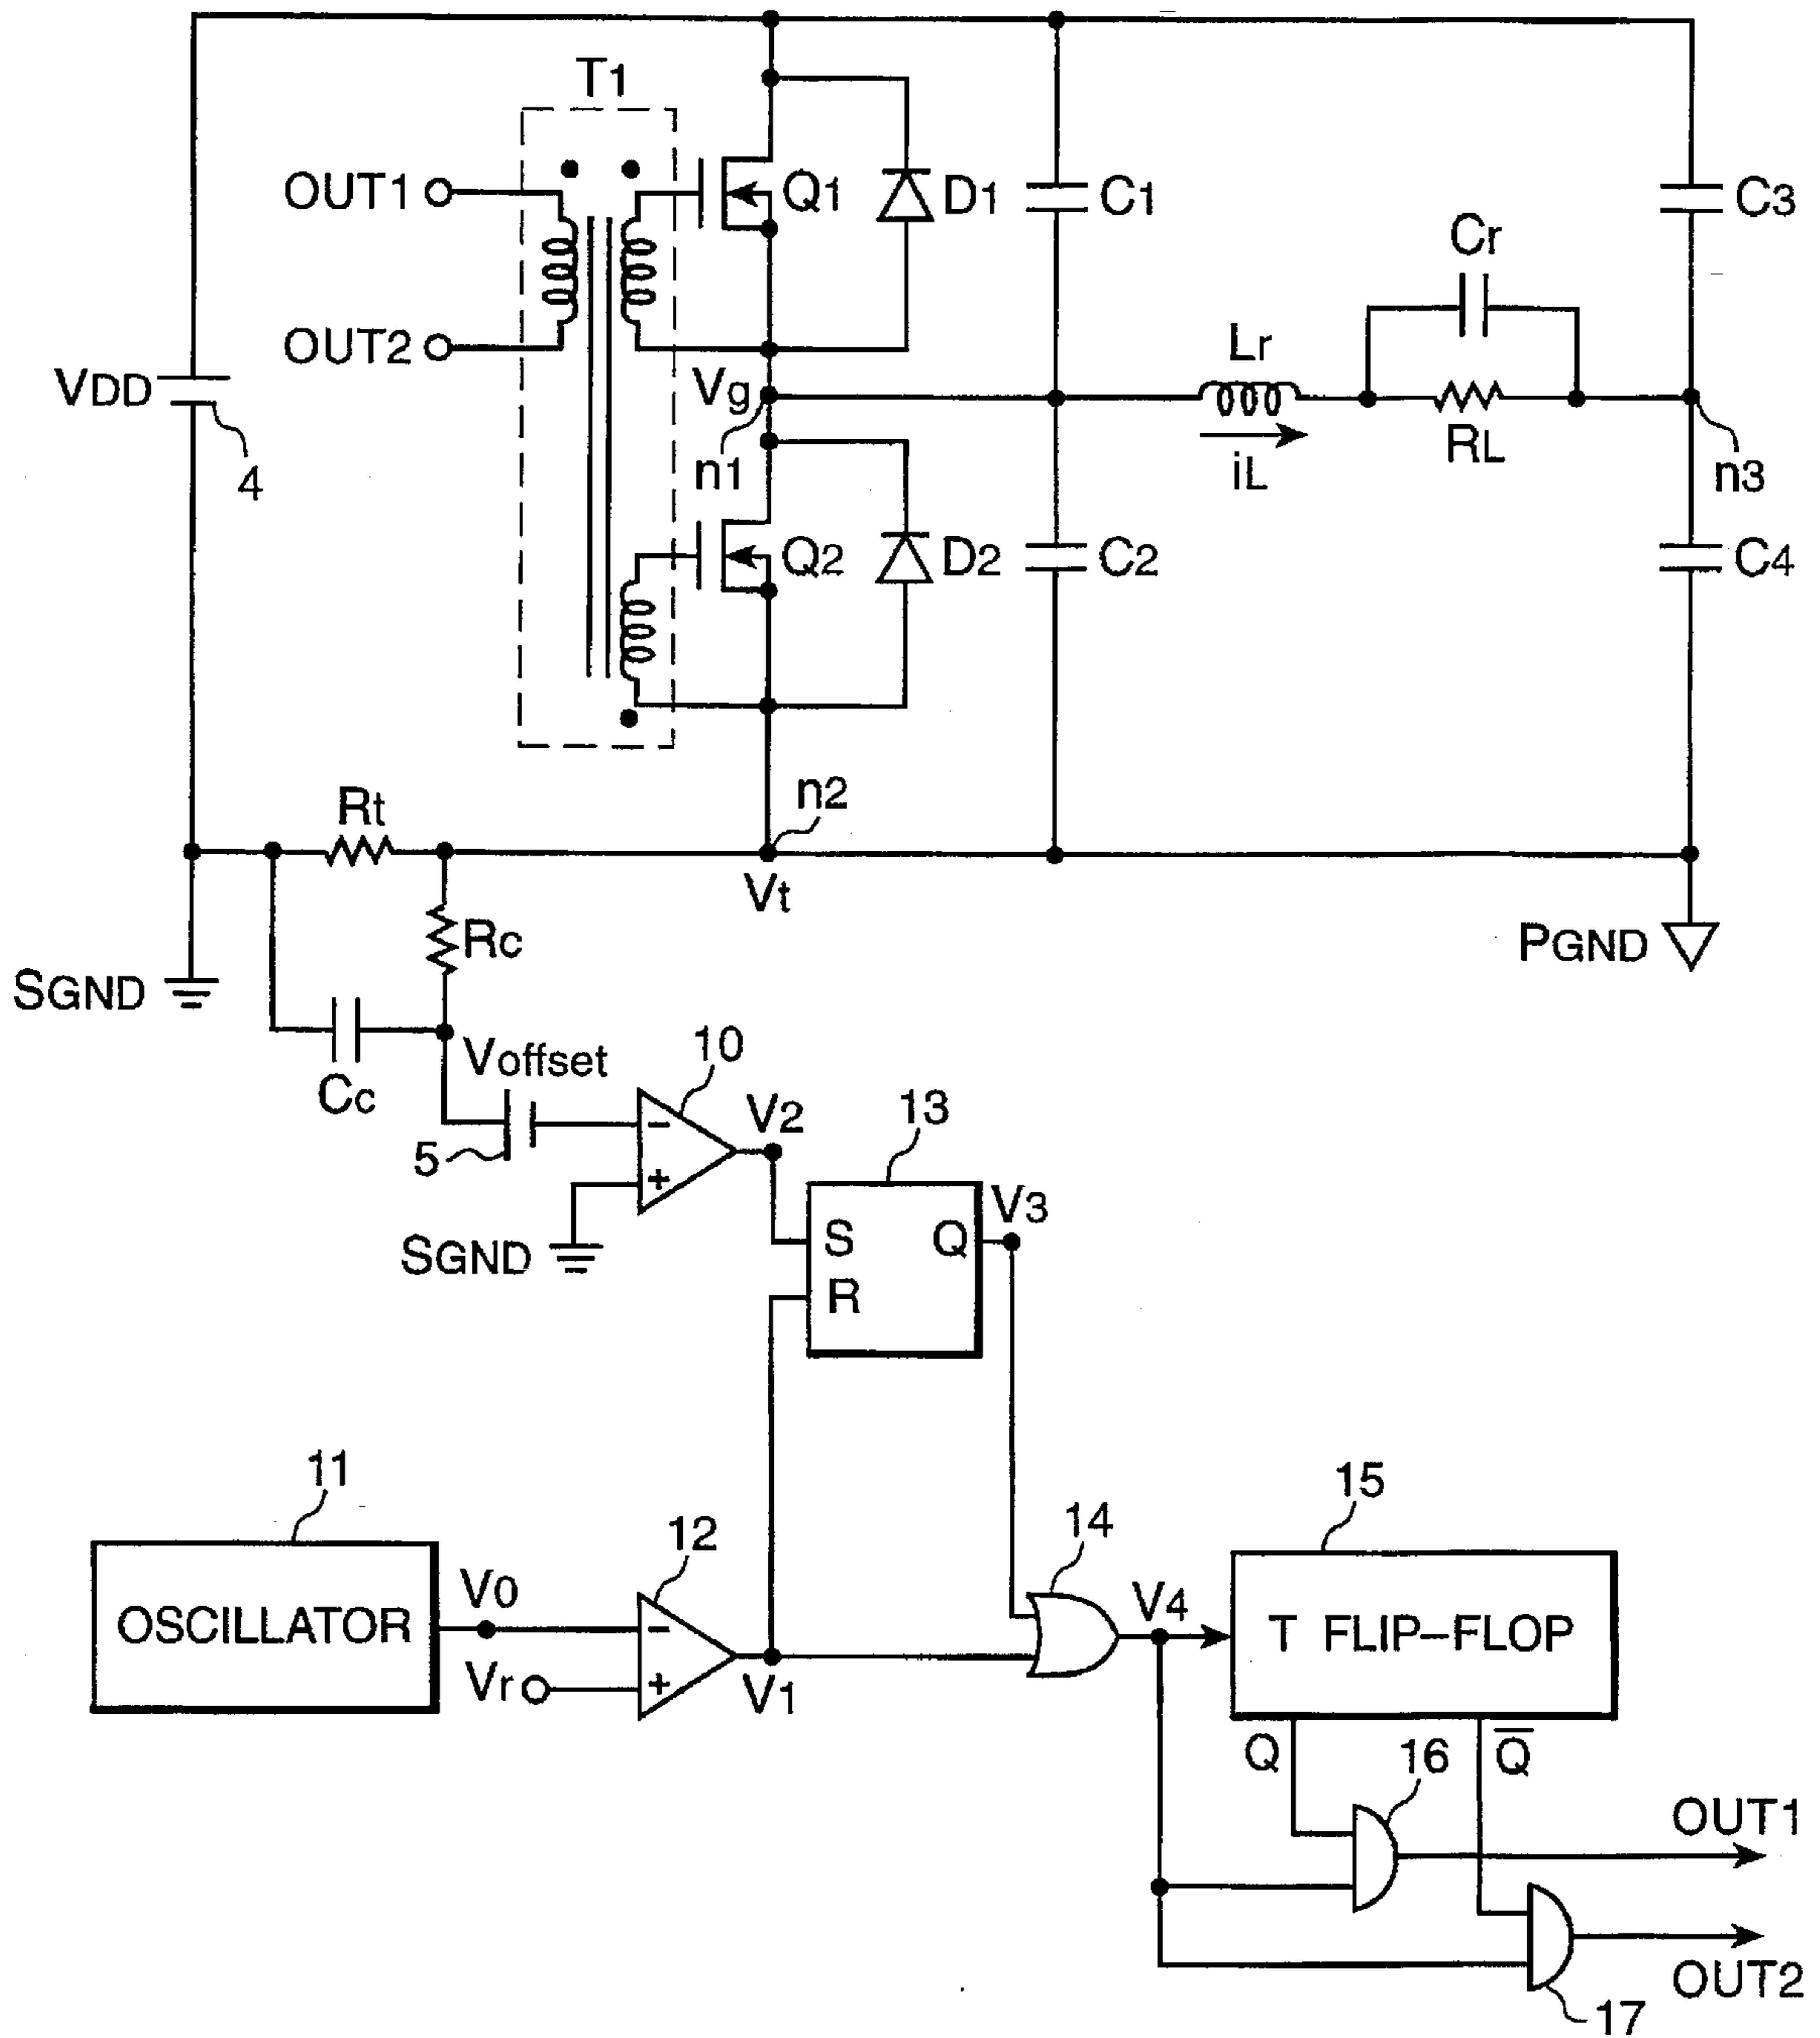 T1
OUT1
OUT2
VDD
4
Q1
D1
C1
C3
Cr
Vg
n1
Lr
iL
RL
n3
Q2
D2
C2
C4
Rt
n2
Vt
Rc
SGND
PGND
Cc
Voffset
5
10
-
+
V2
SGND
13
S
R
Q
V3
11
OSCILLATOR
V0
Vr
12
-
+
V1
14
V4
15
T FLIP-FLOP
Q
Q̅
16
OUT1
17
OUT2